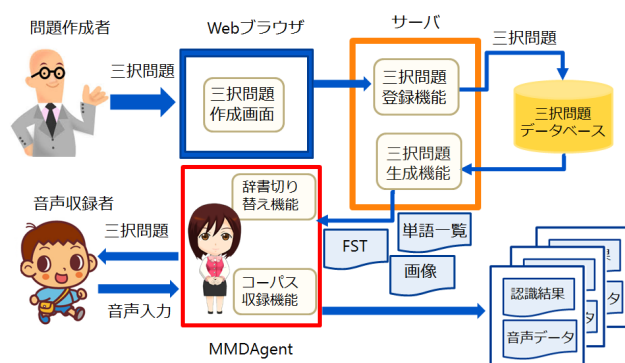 問題作成者
Webブラウザ
サーバ
三択問題
三択問題
三択問題
作成画面
三択問題
登録機能
三択問題
データベース
三択問題
生成機能
音声収録者
辞書切り
替え機能
三択問題
FST
単語一覧
画像
音声入力
コーパス
収録機能
MMDAgent
認識結果
音声データ
果
タ
タ